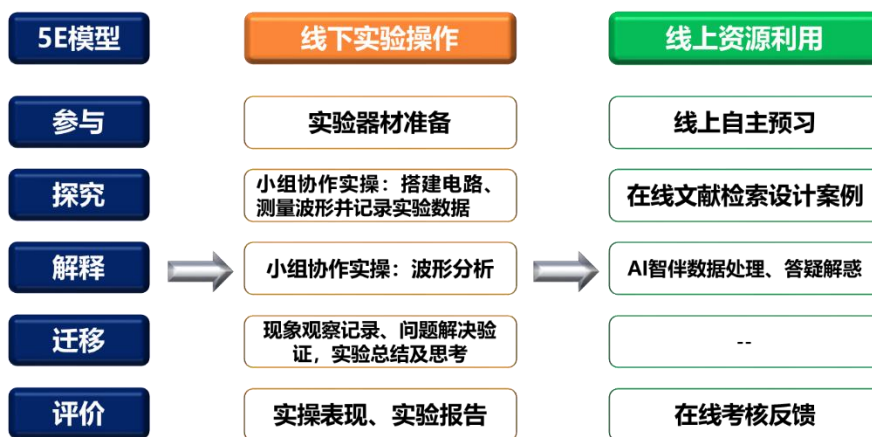 5E模型
线下实验操作
线上资源利用
参与
实验器材准备
线上自主预习
探究
小组协作实操：搭建电路、
测量波形并记录实验数据
在线文献检索设计案例
解释
小组协作实操：波形分析
AI智伴数据处理、答疑解惑
迁移
现象观察记录、问题解决验
证，实验总结及思考
--
评价
实操表现、实验报告
在线考核反馈